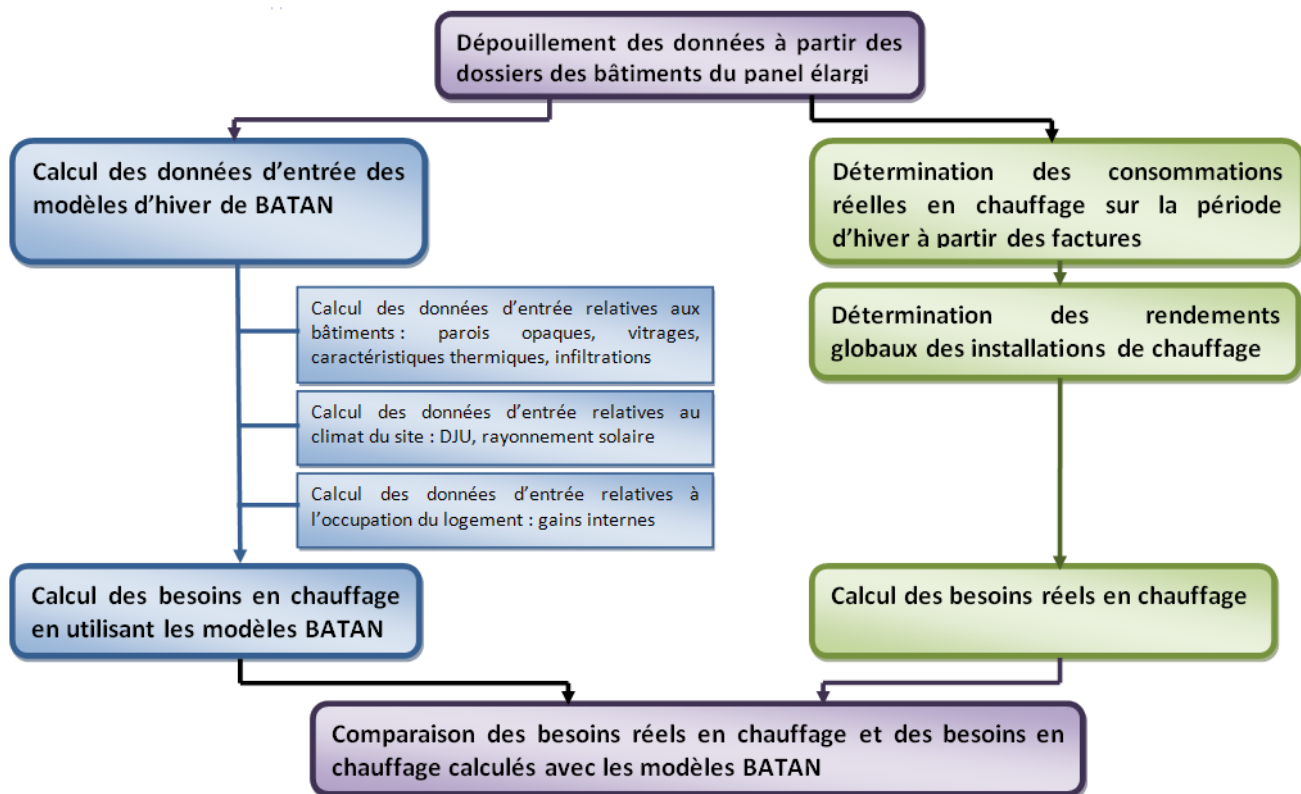 Dépouillement des données à partir des
dossiers des bâtiments du panel élargi
Calcul des données d'entrée des
modèles d'hiver de BATAN
Détermination des consommations
réelles en chauffage sur la période
d'hiver à partir des factures
Calcul des données d'entrée relatives aux
bâtiments : parois opaques, vitrages,
caractéristiques thermiques, infiltrations
Détermination des rendements
globaux des installations de chauffage
Calcul des données d'entrée relatives au
climat du site : DJU, rayonnement solaire
Calcul des données d'entrée relatives à
l'occupation du logement : gains internes
Calcul des besoins en chauffage
en utilisant les modèles BATAN
Calcul des besoins réels en chauffage
Comparaison des besoins réels en chauffage et des besoins en
chauffage calculés avec les modèles BATAN